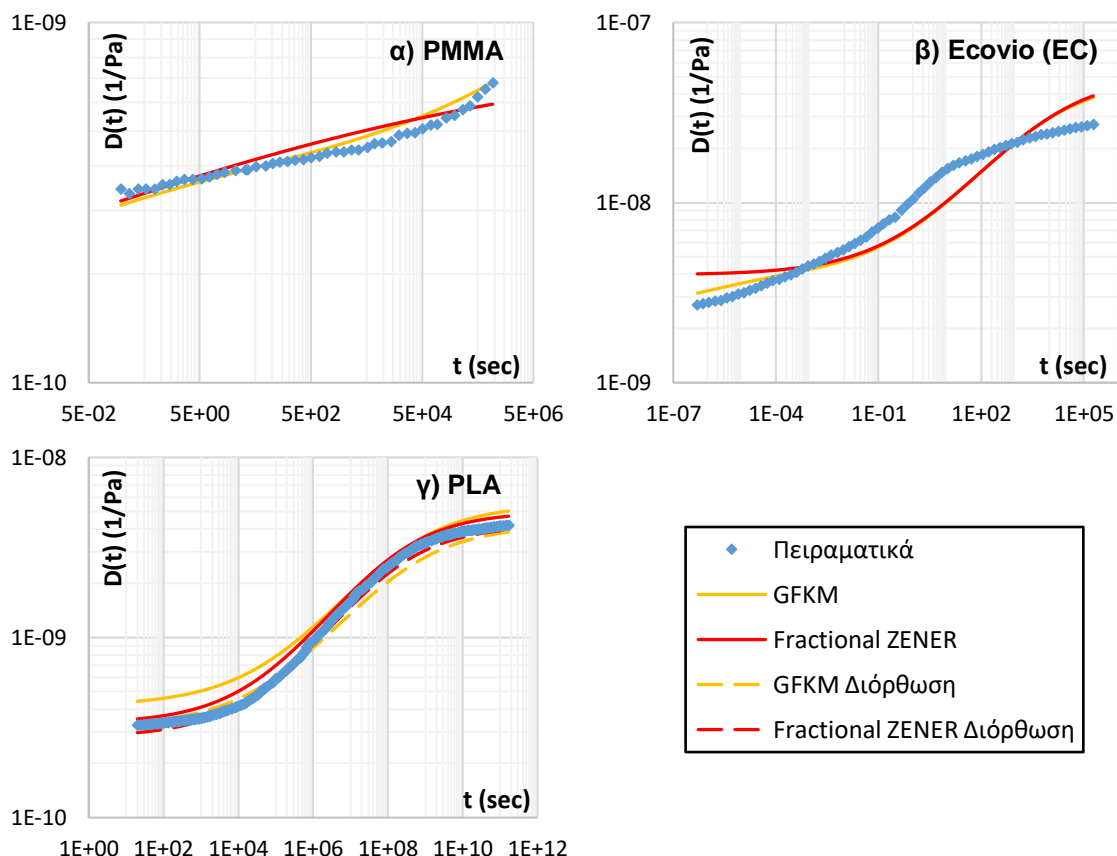 1E-09
α) PMMA
D(t) (1/Pa)
t (sec)
1E-10
5E-02 5E+00 5E+02 5E+04 5E+06
1E-07
β) Ecovio (EC)
D(t) (1/Pa)
1E-08
t (sec)
1E-09
1E-07 1E-04 1E-01 1E+02 1E+05
1E-08
γ) PLA
D(t) (1/Pa)
1E-09
t (sec)
1E-10
1E+00 1E+02 1E+04 1E+06 1E+08 1E+10 1E+12
Πειραματικά
GFKM
Fractional ZENER
GFKM Διόρθωση
Fractional ZENER Διόρθωση